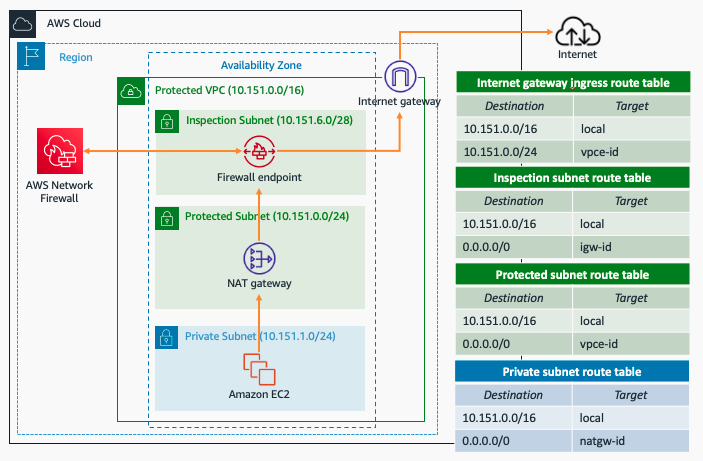 AWS Cloud
Region
Availability Zone
Protected VPC (10.151.0.0/16)
Inspection Subnet (10.151.6.0/28)
Firewall endpoint
AWS Network
Firewall
Protected Subnet (10.151.0.0/24)
NAT gateway
Private Subnet (10.151.1.0/24)
Amazon EC2
Internet gateway
Internet
Internet gateway ingress route table
Destination Target
10.151.0.0/16 local
10.151.0.0/24 vpce-id
Inspection subnet route table
Destination Target
10.151.0.0/16 local
0.0.0.0/0 igw-id
Protected subnet route table
Destination Target
10.151.0.0/16 local
0.0.0.0/0 vpce-id
Private subnet route table
Destination Target
10.151.0.0/16 local
0.0.0.0/0 natgw-id